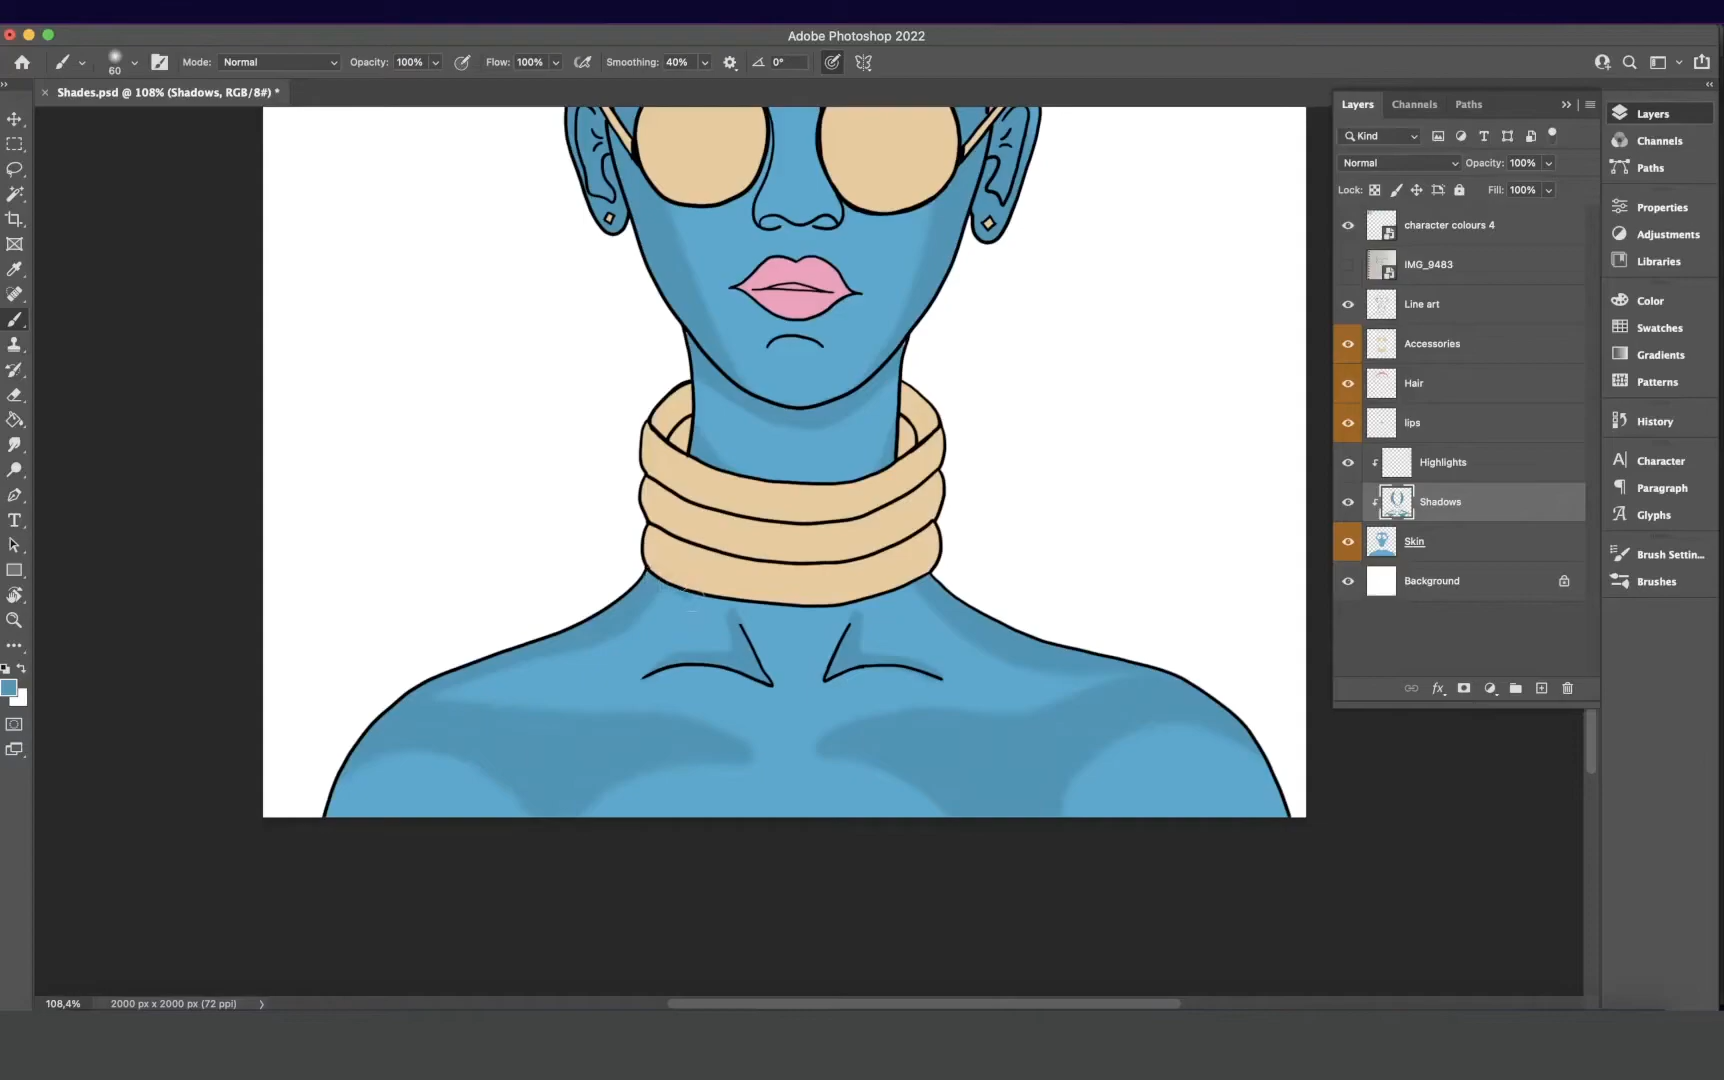 Adobe Photoshop 2022
60 Mode: Normal Opacity: 100% Flow: 100% Smoothing: 40% 0°
Shades.psd @ 108% (Shadows, RGB/8#) *
Layers Channels Paths
Kind
Normal Opacity: 100%
Lock: Fill: 100%
character colours 4
IMG_9483
Line art
Accessories
Hair
lips
Highlights
Shadows
Skin
Background
fx
Layers
Channels
Paths
Properties
Adjustments
Libraries
Color
Swatches
Gradients
Patterns
History
Character
Paragraph
Glyphs
Brush Settin...
Brushes
108,4% 2000 px x 2000 px (72 ppi)